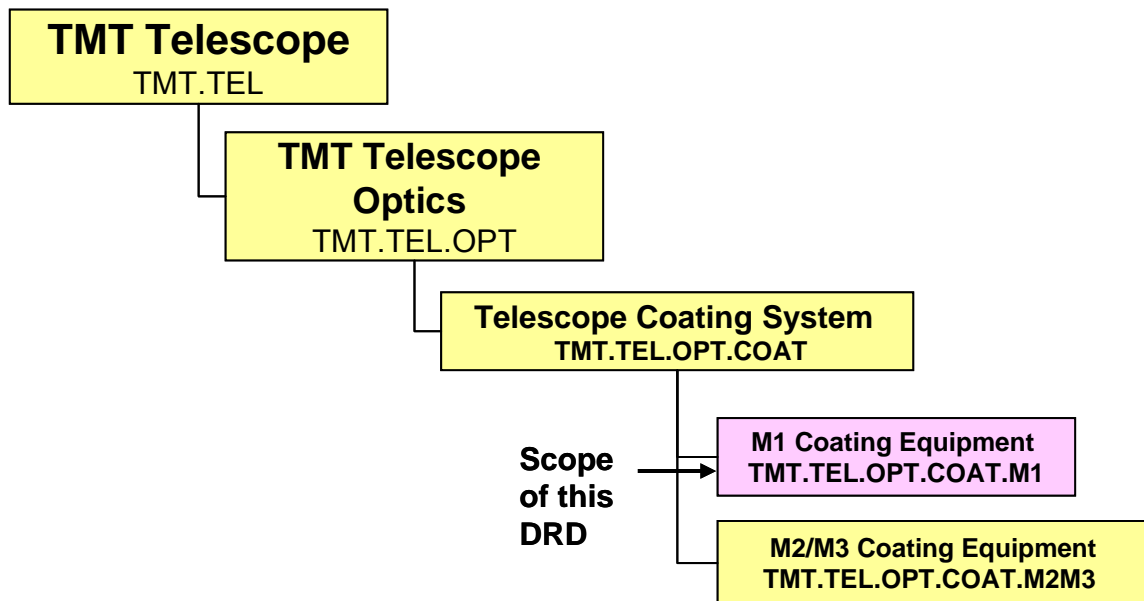 TMT Telescope
TMT.TEL
TMT Telescope
Optics
TMT.TEL.OPT
Telescope Coating System
TMT.TEL.OPT.COAT
M1 Coating Equipment
TMT.TEL.OPT.COAT.M1
Scope
of this
DRD
M2/M3 Coating Equipment
TMT.TEL.OPT.COAT.M2M3